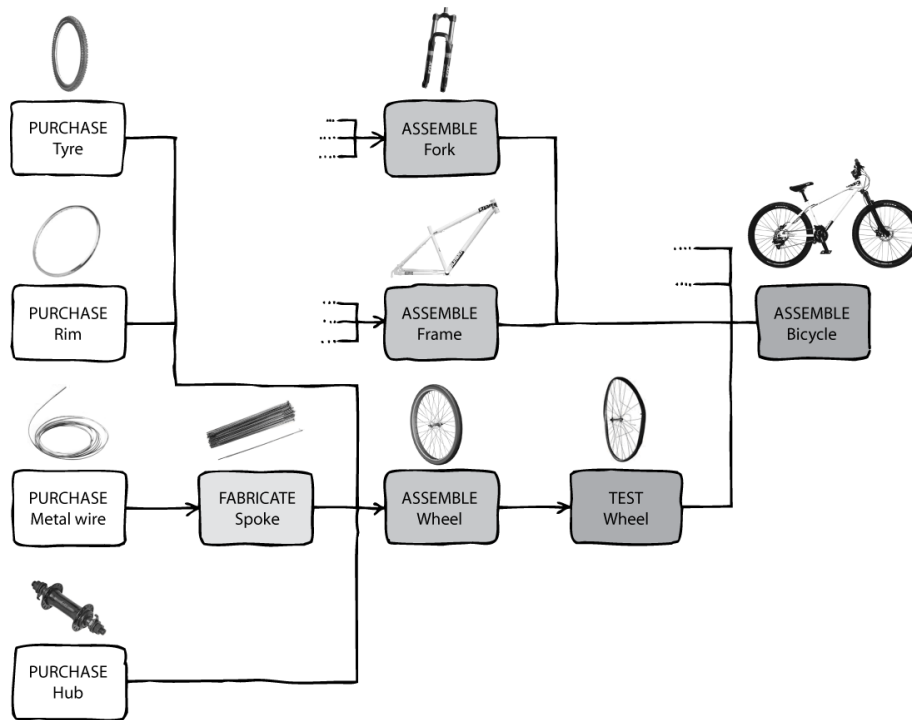 PURCHASE
Tyre
ASSEMBLE
Fork
PURCHASE
Rim
ASSEMBLE
Frame
ASSEMBLE
Bicycle
PURCHASE
Metal wire
FABRICATE
Spoke
ASSEMBLE
Wheel
TEST
Wheel
PURCHASE
Hub